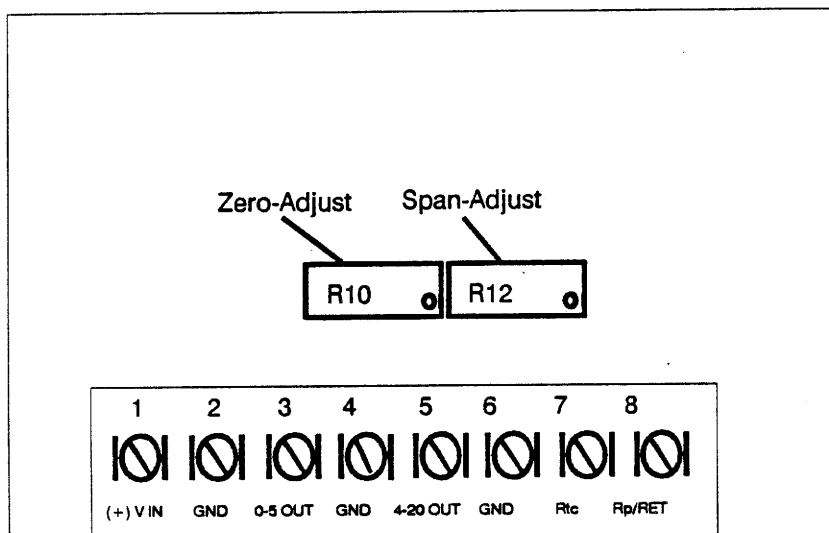 Zero-Adjust Span-Adjust
R10 R12
1 2 3 4 5 6 7 8
(+) V IN GND 0-5 OUT GND 4-20 OUT GND Rtc Rp/RET